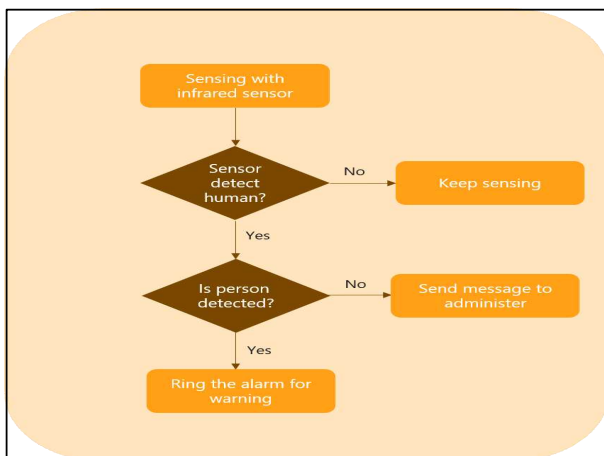 Sensing with
infrared sensor
Sensor
detect
human?
No
Keep sensing
Yes
Is person
detected?
No
Send message to
administer
Yes
Ring the alarm for
warning